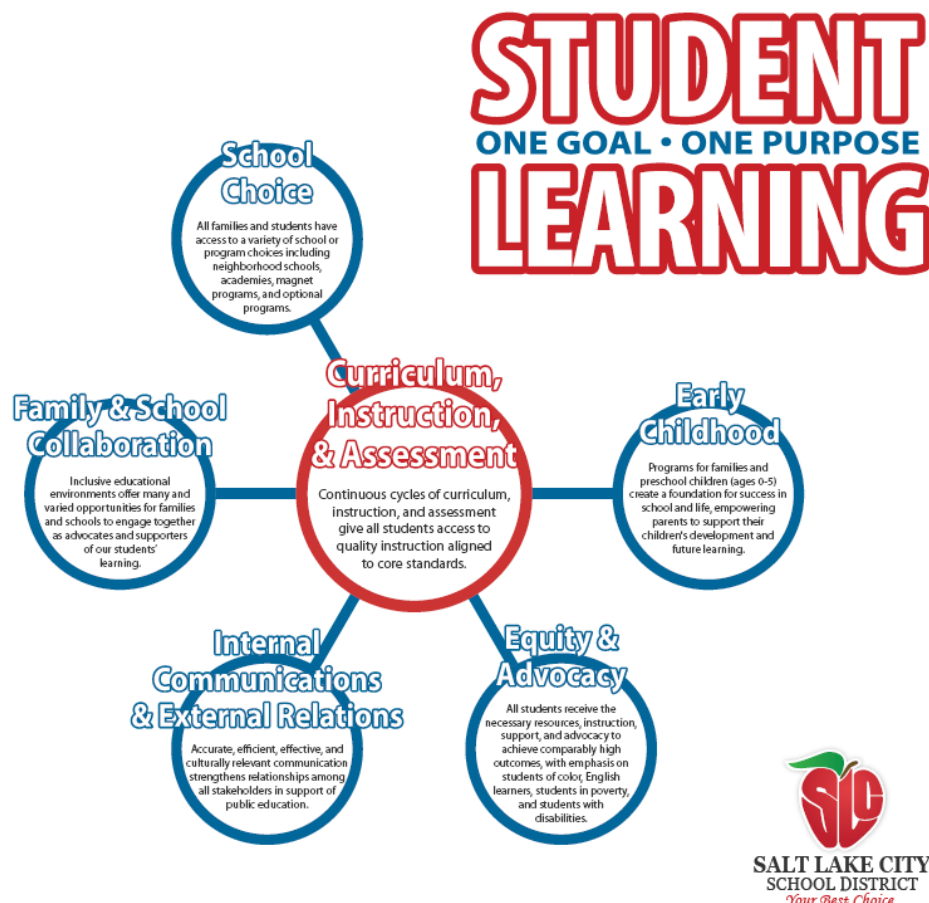 STUDENT
ONE GOAL • ONE PURPOSE
LEARNING
School
Choice
All families and students have
access to a variety of school or
program choices including
neighborhood schools,
academies, magnet
programs, and optional
programs.
Curriculum,
Instruction,
& Assessment
Continuous cycles of curriculum,
instruction, and assessment
give all students access to
quality instruction aligned
to core standards.
Family & School
Collaboration
Inclusive educational
environments offer many and
varied opportunities for families
and schools to engage together
as advocates and supporters
of our students'
learning.
Early
Childhood
Programs for families and
preschool children (ages 0-5)
create a foundation for success in
school and life, empowering
parents to support their
children's development and
future learning.
Internal
Communications
& External Relations
Accurate, efficient, effective, and
culturally relevant communication
strengthens relationships among
all stakeholders in support of
public education.
Equity &
Advocacy
All students receive the
necessary resources, instruction,
support, and advocacy to
achieve comparably high
outcomes, with emphasis on
students of color, English
learners, students in poverty,
and students with
disabilities.
SLC
SALT LAKE CITY
SCHOOL DISTRICT
Your Best Choice